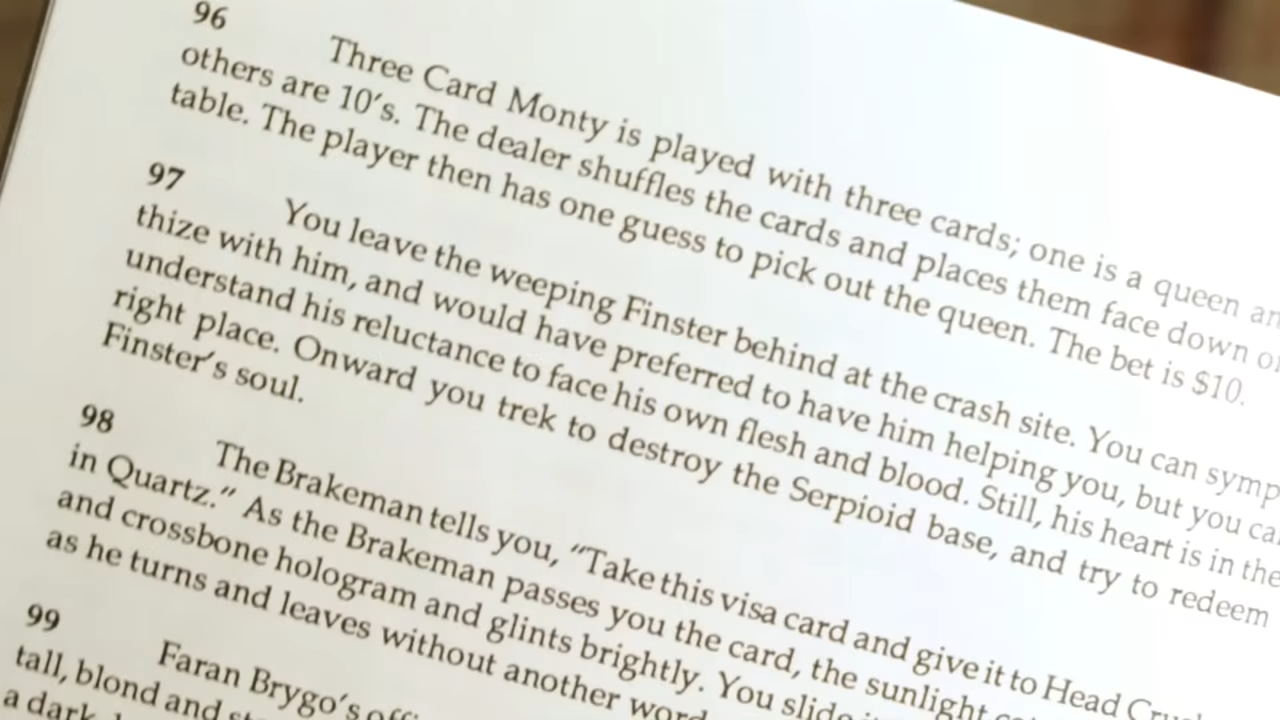 96
Three Card Monty is played with three cards; one is a queen
others are 10's. The dealer shuffles the cards and places them face down
table. The player then has one guess to pick out the queen. The bet is $10.
97
You leave the weeping Finster behind at the crash site. You can symp
thize with him, and would have preferred to have him helping you, but you
understand his reluctance to face his own flesh and blood. Still, his heart is in the
right place. Onward you trek to destroy the Serpioid base, and try to redeem
Finster's soul.
98
The Brakeman tells you, "Take this visa card and give it to Head
in Quartz." As the Brakeman passes you the card, the sunlight
and crossbone hologram and glints brightly. You slide
as he turns and leaves without another word
99
Faran Brygo's
tall, blond and
a dark